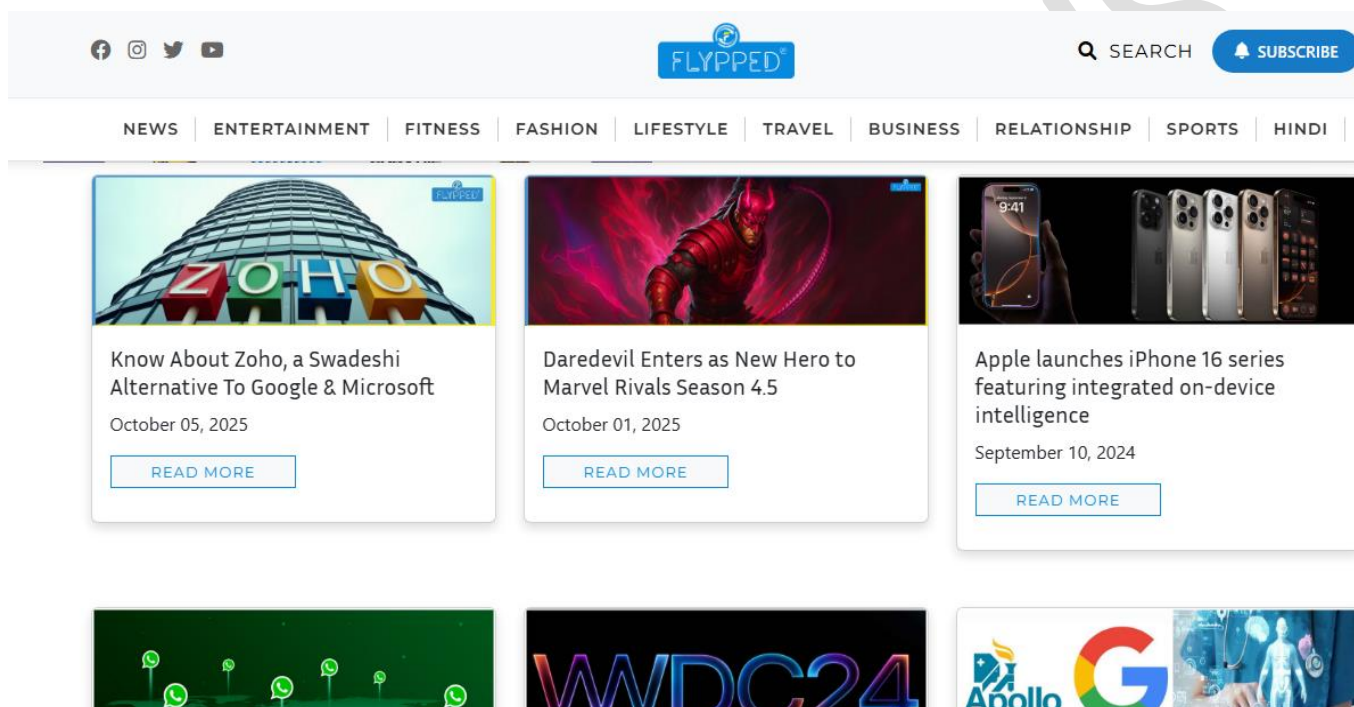 FLYPPED
SEARCH
SUBSCRIBE
NEWS ENTERTAINMENT FITNESS FASHION LIFESTYLE TRAVEL BUSINESS RELATIONSHIP SPORTS HINDI
FLYPPED
ZOHO
Know About Zoho, a Swadeshi
Alternative To Google & Microsoft
October 05, 2025
READ MORE
FLYPPED
Daredevil Enters as New Hero to
Marvel Rivals Season 4.5
October 01, 2025
READ MORE
9:41
Apple launches iPhone 16 series
featuring integrated on-device
intelligence
September 10, 2024
READ MORE
WWDC24
Apollo
G